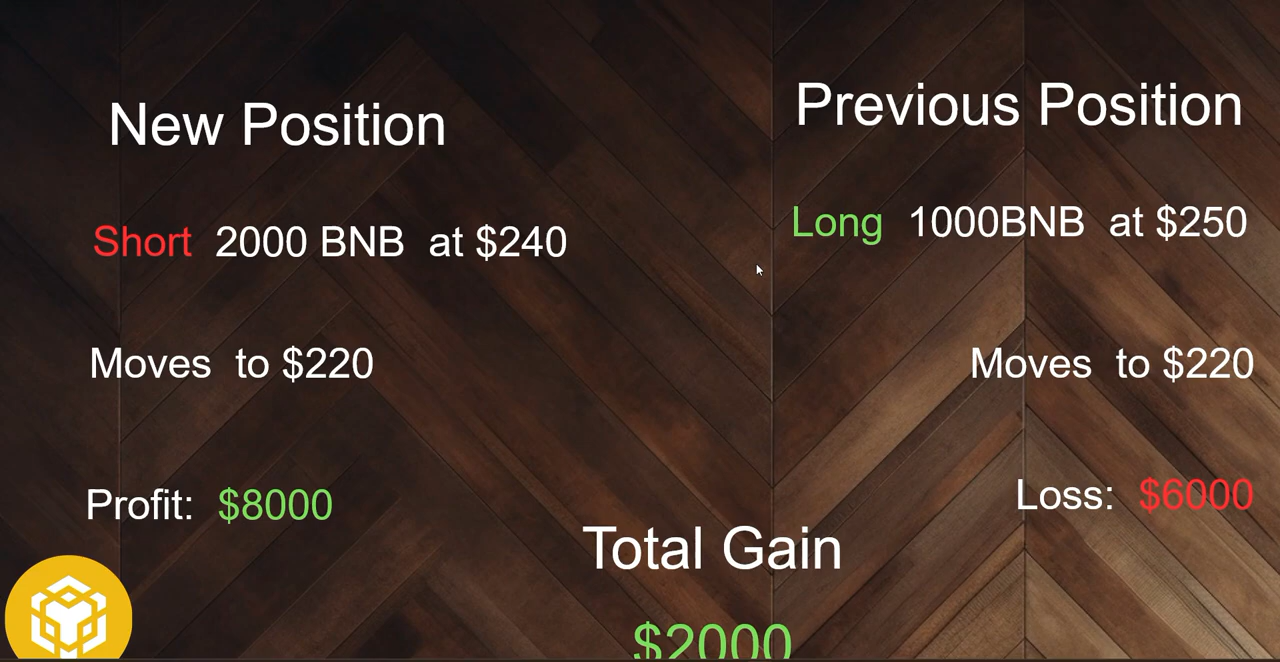 New Position
Short 2000 BNB at $240
Moves to $220
Profit: $8000
Previous Position
Long 1000BNB at $250
Moves to $220
Loss: $6000
Total Gain
$2000